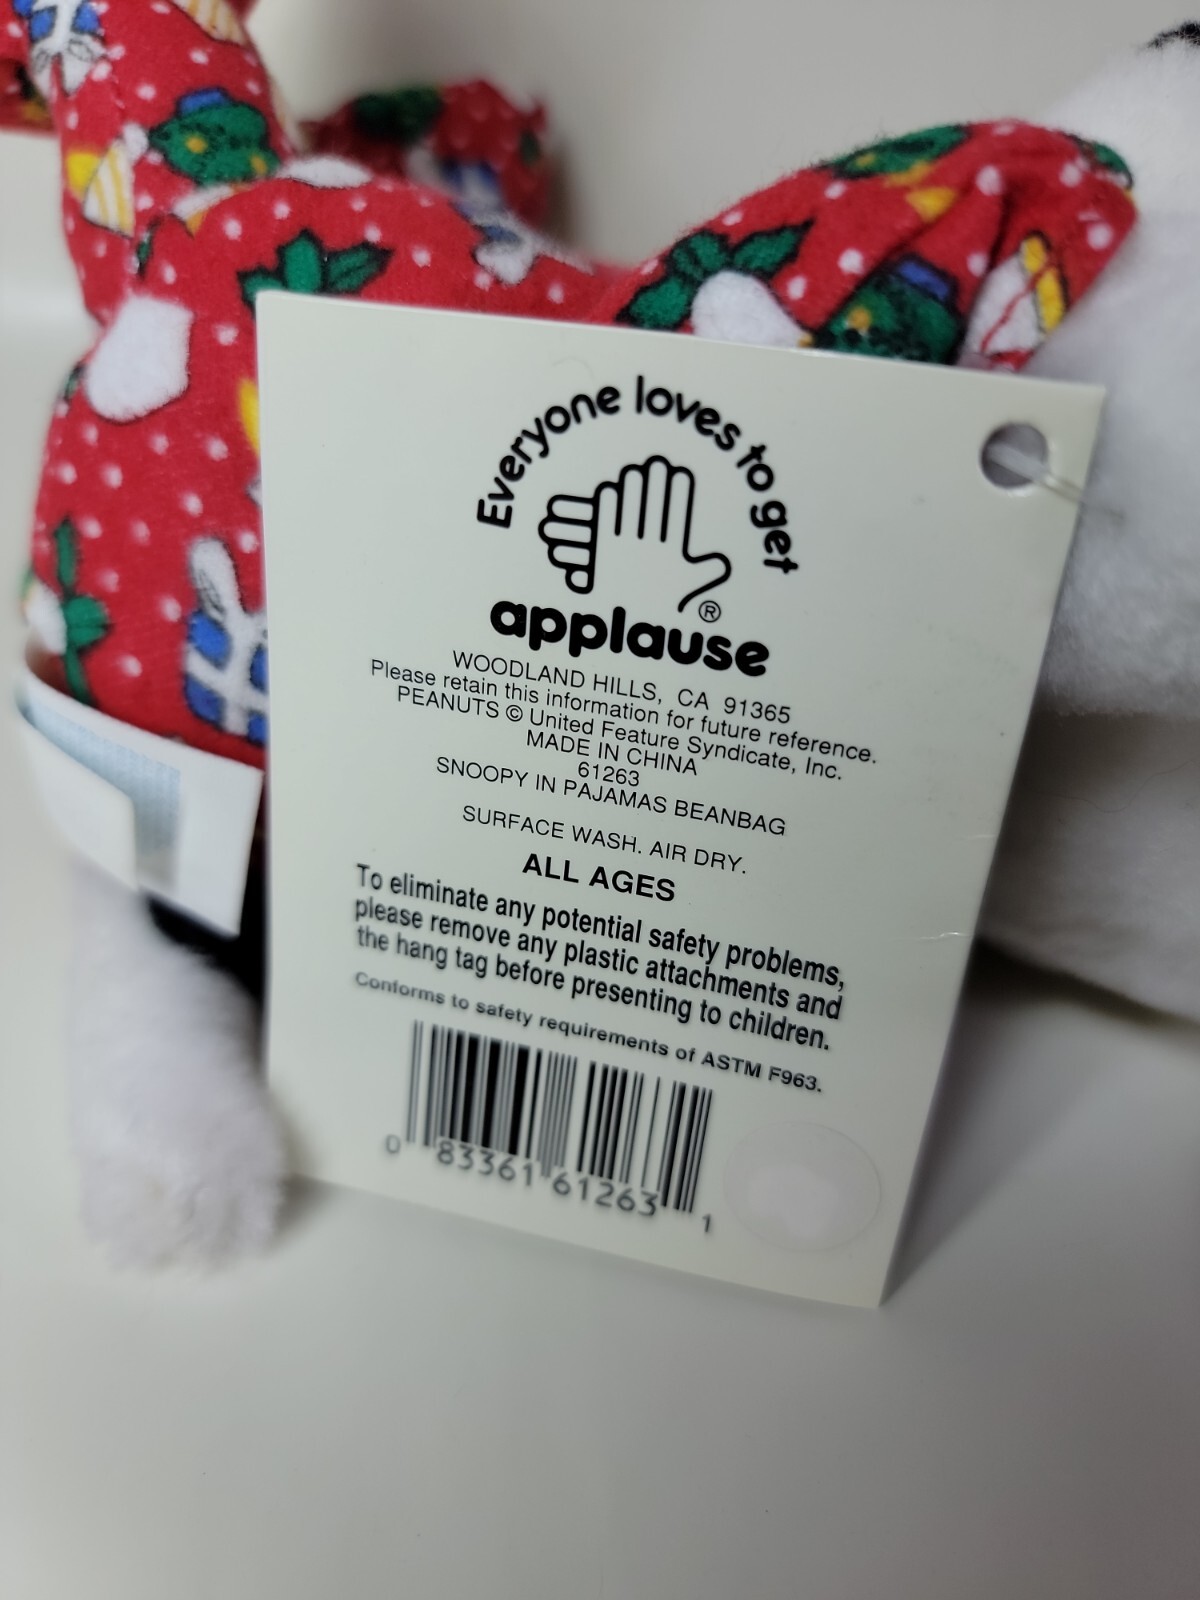 Everyone loves to get
®
applause
WOODLAND HILLS, CA 91365
Please retain this information for future reference.
PEANUTS © United Feature Syndicate, Inc.
MADE IN CHINA
61263
SNOOPY IN PAJAMAS BEANBAG
SURFACE WASH. AIR DRY.
ALL AGES
To eliminate any potential safety problems,
please remove any plastic attachments and
the hang tag before presenting to children.
Conforms to safety requirements of ASTM F963.
0 83361 61263 1